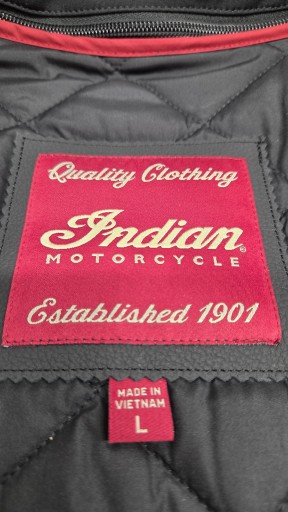 Quality Clothing
Indian®
MOTORCYCLE
Established 1901
MADE IN
VIETNAM
L